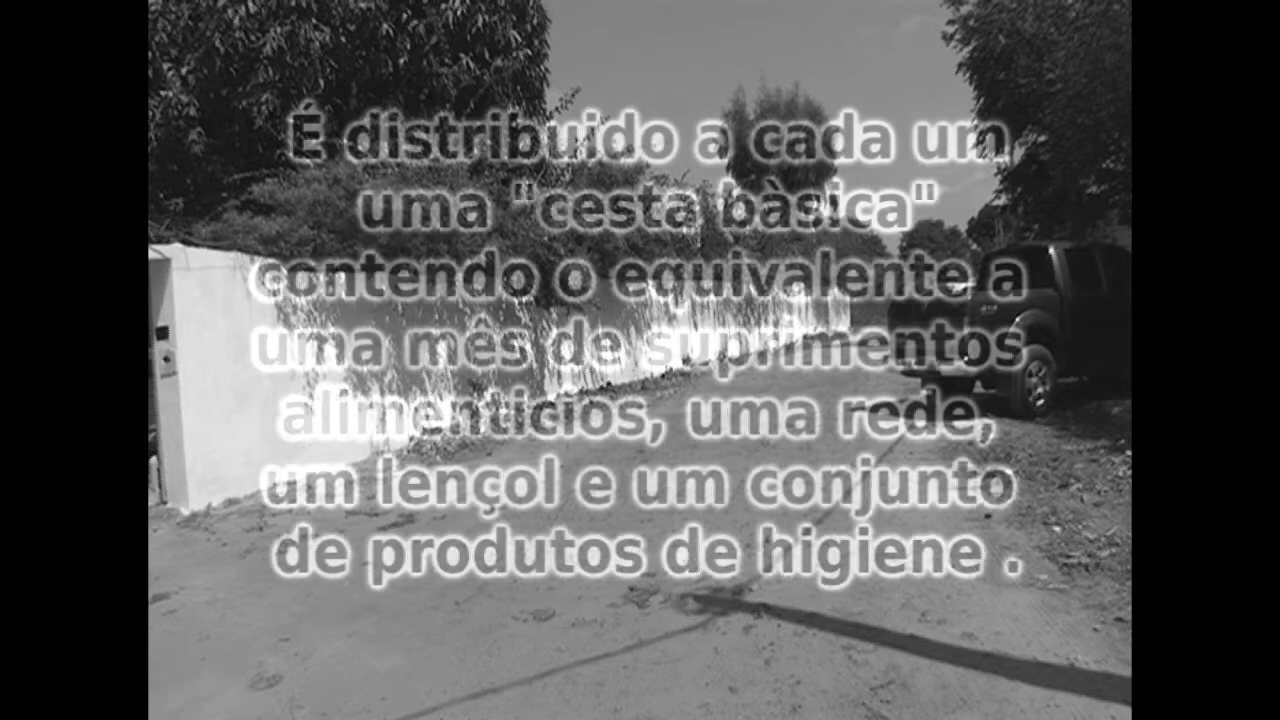 É distribuido a cada um
uma "cesta bàsica"
contendo o equivalente a
uma mês de suprimentos
alimenticios, uma rede,
um lençol e um conjunto
de produtos de higiene .